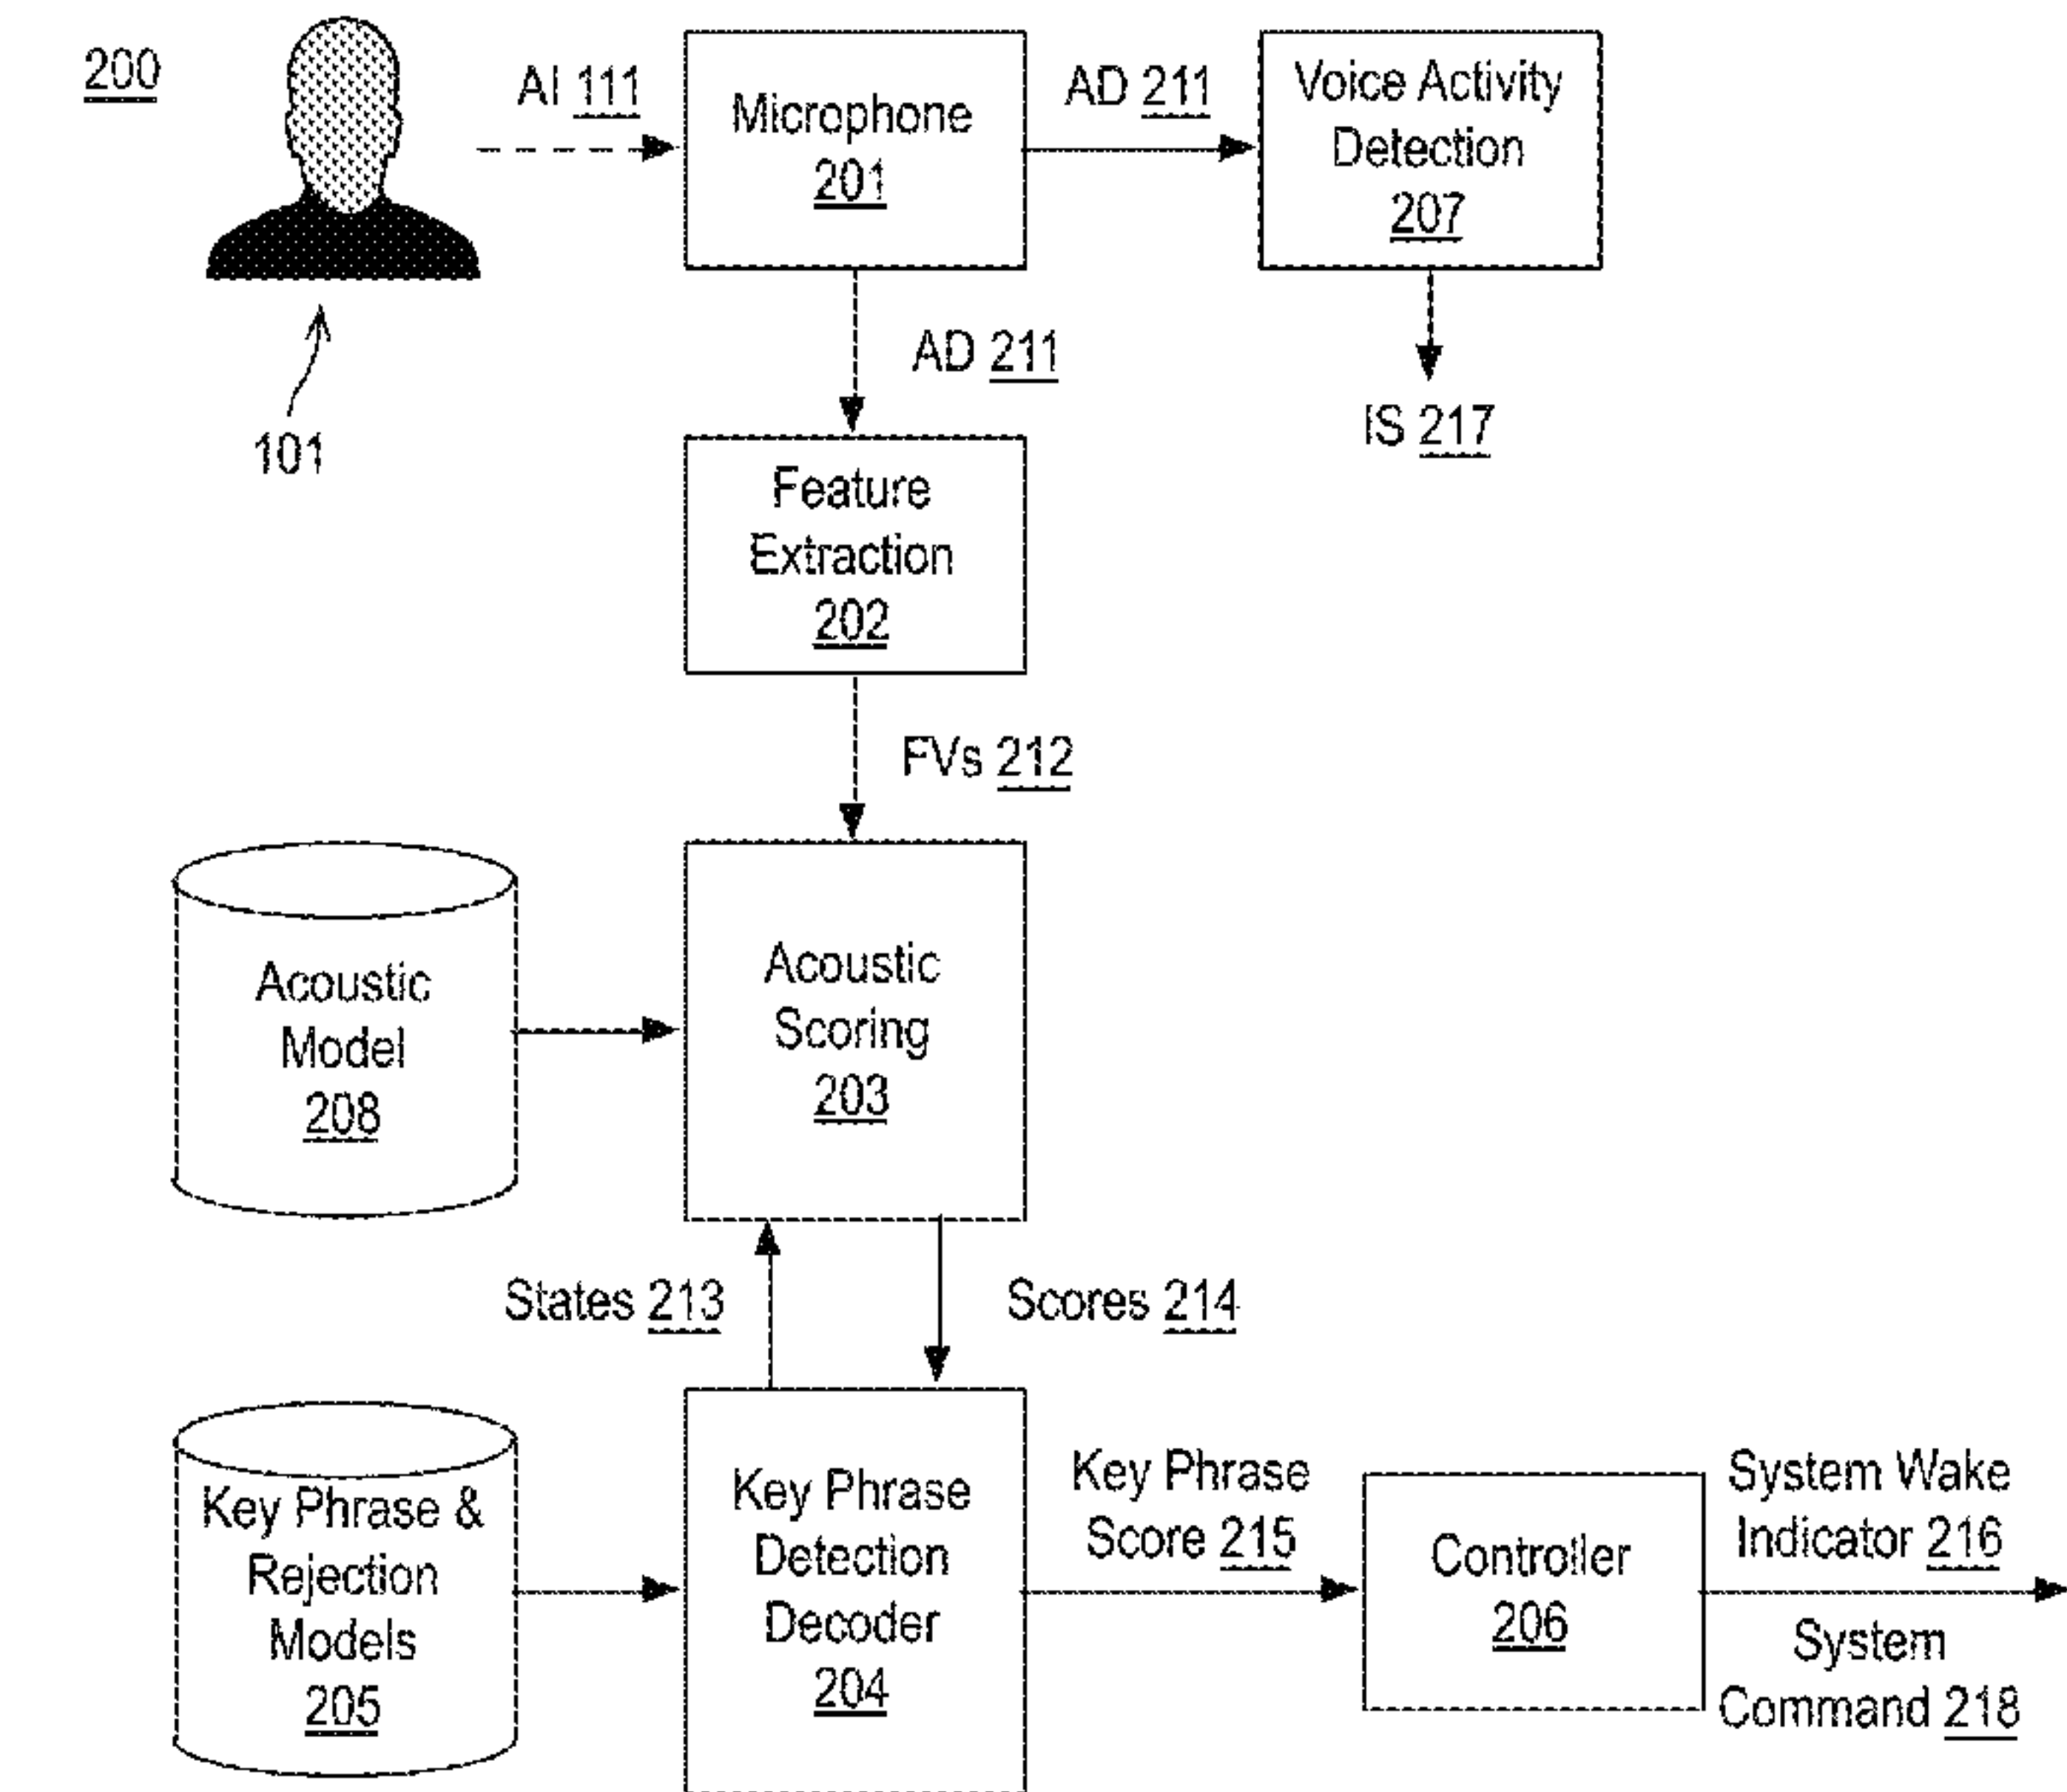 200
AI 111
Microphone
201
AD 211
Voice Activity
Detection
207
101
AD 211
IS 217
Feature
Extraction
202
FVs 212
Acoustic
Model
208
Acoustic
Scoring
203
States 213
Scores 214
Key Phrase &
Rejection
Models
205
Key Phrase
Detection
Decoder
204
Key Phrase
Score 215
Controller
206
System Wake
Indicator 216
System
Command 218